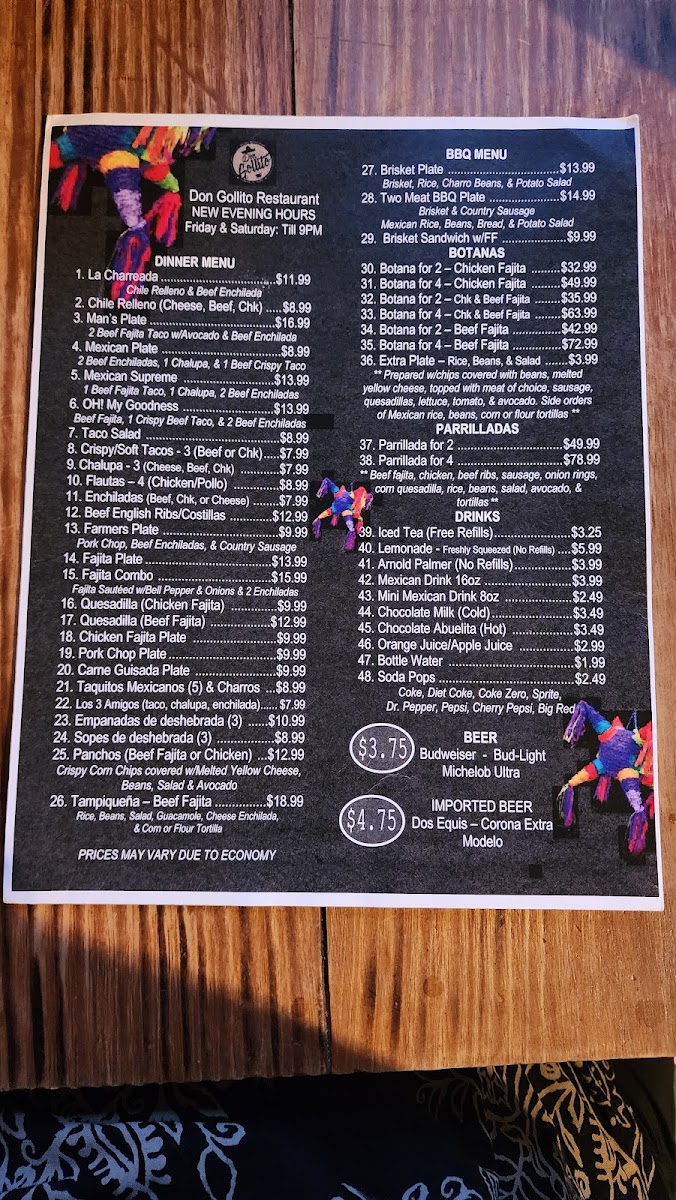 Don
Gollito
Don Gollito Restaurant
NEW EVENING HOURS
Friday & Saturday: Till 9PM
DINNER MENU
1. La Charreada ............................$11.99
Chile Relleno & Beef Enchilada
2. Chile Relleno (Cheese, Beef, Chk) .....$8.99
3. Man's Plate ...............................$16.99
2 Beef Fajita Taco w/Avocado & Beef Enchilada
4. Mexican Plate ..............................$8.99
2 Beef Enchiladas, 1 Chalupa, & 1 Beef Crispy Taco
5. Mexican Supreme ........................$13.99
1 Beef Fajita Taco, 1 Chalupa, 2 Beef Enchiladas
6. OH! My Goodness ........................$13.99
Beef Fajita, 1 Crispy Beef Taco, & 2 Beef Enchiladas
7. Taco Salad ..................................$8.99
8. Crispy/Soft Tacos - 3 (Beef or Chk)....$7.99
9. Chalupa - 3 (Cheese, Beef, Chk) ..........$7.99
10. Flautas – 4 (Chicken/Pollo) .............$8.99
11. Enchiladas (Beef, Chk, or Cheese) ........$7.99
12. Beef English Ribs/Costillas ............$12.99
13. Farmers Plate .............................$9.99
Pork Chop, Beef Enchiladas, & Country Sausage
14. Fajita Plate ...............................$13.99
15. Fajita Combo .............................$15.99
Fajita Sautéed w/Bell Pepper & Onions & 2 Enchiladas
16. Quesadilla (Chicken Fajita) .............$9.99
17. Quesadilla (Beef Fajita) ................$12.99
18. Chicken Fajita Plate .....................$9.99
19. Pork Chop Plate ..........................$9.99
20. Carne Guisada Plate .....................$9.99
21. Taquitos Mexicanos (5) & Charros ...$8.99
22. Los 3 Amigos (taco, chalupa, enchilada)..... $7.99
23. Empanadas de deshebrada (3) .....$10.99
24. Sopes de deshebrada (3) ..............$8.99
25. Panchos (Beef Fajita or Chicken) ...$12.99
Crispy Corn Chips covered w/Melted Yellow Cheese,
Beans, Salad & Avocado
26. Tampiqueña – Beef Fajita ...............$18.99
Rice, Beans, Salad, Guacamole, Cheese Enchilada,
& Corn or Flour Tortilla
PRICES MAY VARY DUE TO ECONOMY
BBQ MENU
27. Brisket Plate ............................$13.99
Brisket, Rice, Charro Beans, & Potato Salad
28. Two Meat BBQ Plate ..................$14.99
Brisket & Country Sausage
Mexican Rice, Beans, Bread, & Potato Salad
29. Brisket Sandwich w/FF .................$9.99
BOTANAS
30. Botana for 2 – Chicken Fajita ........$32.99
31. Botana for 4 – Chicken Fajita ........$49.99
32. Botana for 2 – Chk & Beef Fajita ........$35.99
33. Botana for 4 – Chk & Beef Fajita ........$63.99
34. Botana for 2 – Beef Fajita .............$42.99
35. Botana for 4 – Beef Fajita .............$72.99
36. Extra Plate – Rice, Beans, & Salad .......$3.99
** Prepared w/chips covered with beans, melted
yellow cheese, topped with meat of choice, sausage,
quesadillas, lettuce, tomato, & avocado. Side orders
of Mexican rice, beans, corn or flour tortillas **
PARRILLADAS
37. Parrillada for 2 ...........................$49.99
38. Parrillada for 4 ...........................$78.99
** Beef fajita, chicken, beef ribs, sausage, onion rings,
corn quesadilla, rice, beans, salad, avocado, &
tortillas **
DRINKS
39. Iced Tea (Free Refills)..........................$3.25
40. Lemonade - Freshly Squeezed (No Refills) ....$5.99
41. Arnold Palmer (No Refills)....................$3.99
42. Mexican Drink 16oz ...........................$3.99
43. Mini Mexican Drink 8oz .......................$2.49
44. Chocolate Milk (Cold)..........................$3.49
45. Chocolate Abuelita (Hot) .....................$3.49
46. Orange Juice/Apple Juice ...................$2.99
47. Bottle Water .....................................$1.99
48. Soda Pops .......................................$2.49
Coke, Diet Coke, Coke Zero, Sprite,
Dr. Pepper, Pepsi, Cherry Pepsi, Big Red
BEER
$3.75
Budweiser - Bud-Light
Michelob Ultra
IMPORTED BEER
$4.75
Dos Equis – Corona Extra
Modelo